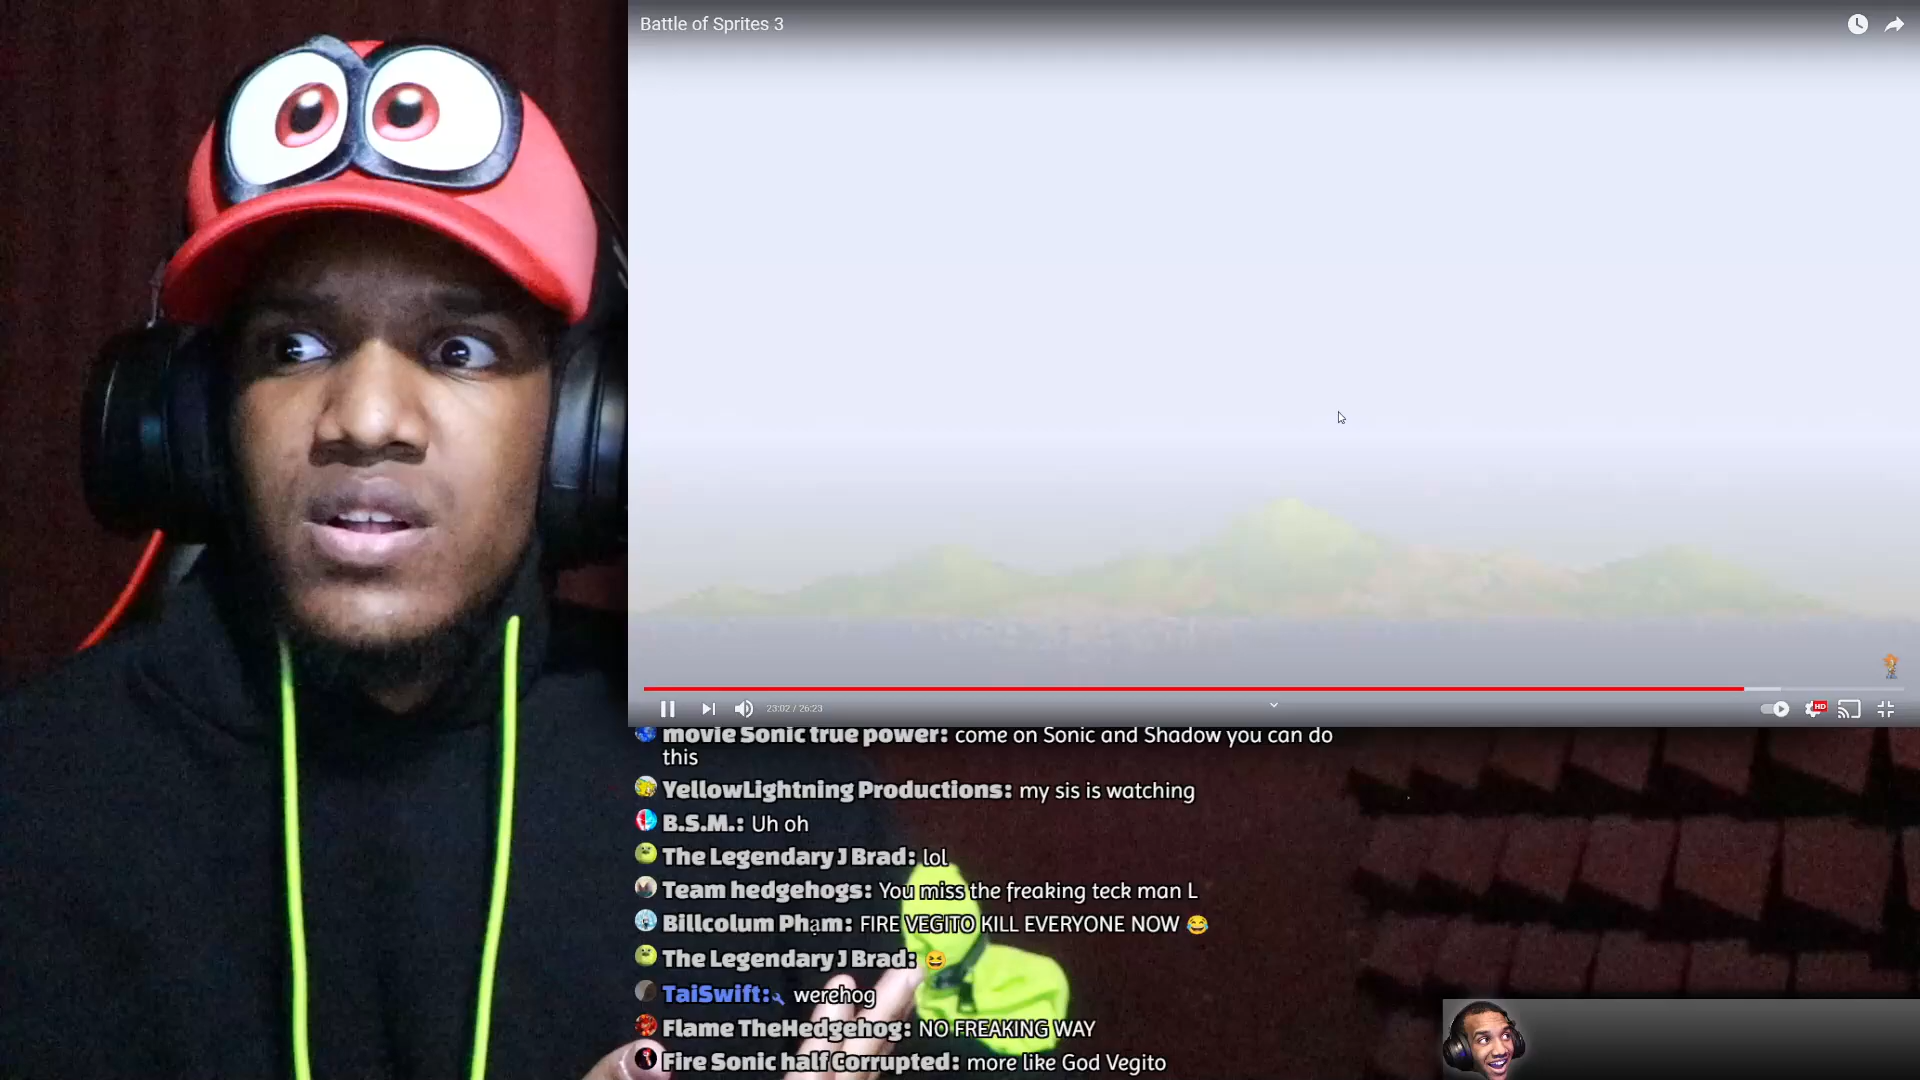 Battle of Sprites 3
23:02 / 26:23
HD
movie Sonic true power: come on Sonic and Shadow you can do
this
YellowLightning Productions: my sis is watching
B.S.M.: Uh oh
The Legendary J Brad: lol
Team hedgehogs: You miss the freaking teck man L
Billcolum Phạm: FIRE VEGITO KILL EVERYONE NOW 😂
The Legendary J Brad: 😆
TaiSwift: werehog
Flame TheHedgehog: NO FREAKING WAY
Fire Sonic half Corrupted: more like God Vegito